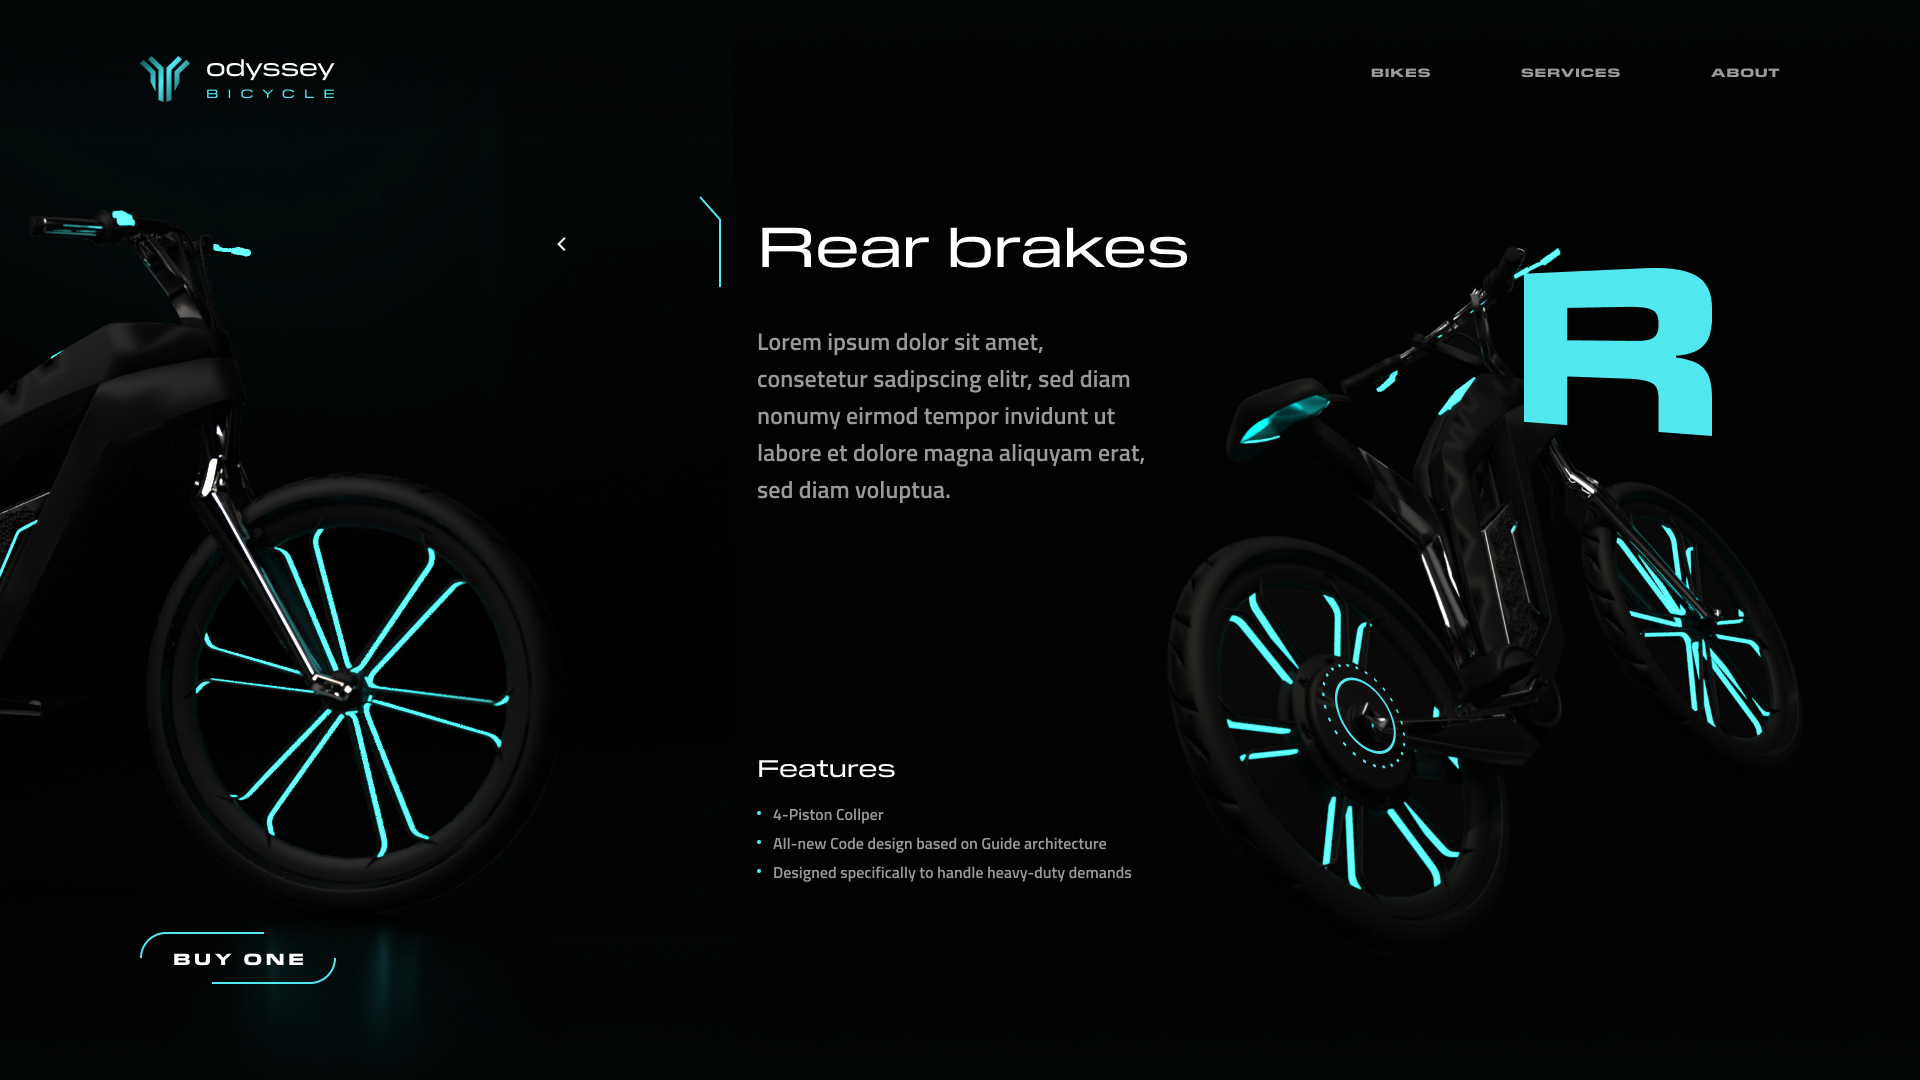 odyssey
BICYCLE
BIKES
SERVICES
ABOUT
Rear brakes
R
Lorem ipsum dolor sit amet,
consetetur sadipscing elitr, sed diam
nonumy eirmod tempor invidunt ut
labore et dolore magna aliquyam erat,
sed diam voluptua.
Features
• 4-Piston Collper
• All-new Code design based on Guide architecture
• Designed specifically to handle heavy-duty demands
BUY ONE